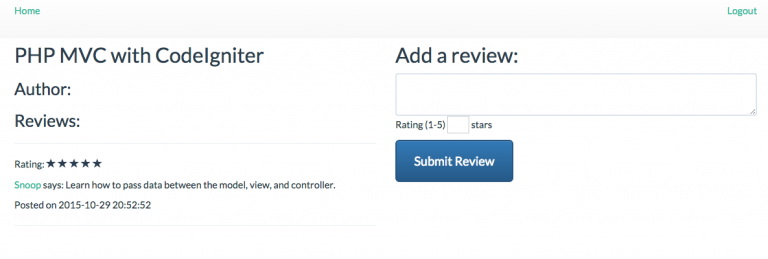 Home
Logout
PHP MVC with CodeIgniter
Author:
Reviews:
Rating: ★★★★★
Snoop says: Learn how to pass data between the model, view, and controller.
Posted on 2015-10-29 20:52:52
Add a review:
Rating (1-5) stars
Submit Review